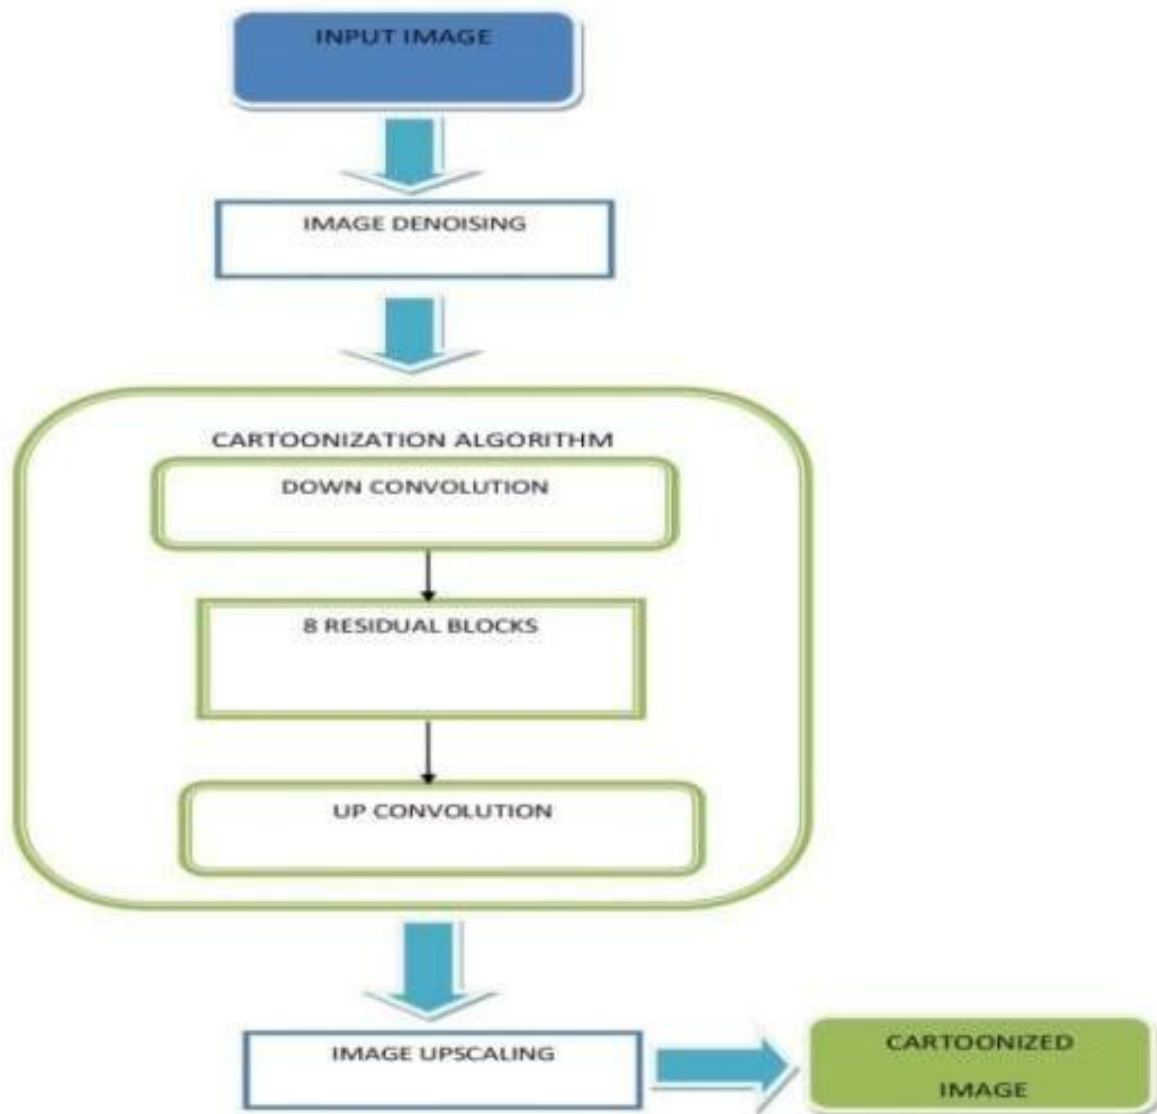 INPUT IMAGE
IMAGE DENOISING
CARTOONIZATION ALGORITHM
DOWN CONVOLUTION
8 RESIDUAL BLOCKS
UP CONVOLUTION
IMAGE UPSCALING
CARTOONIZED
IMAGE